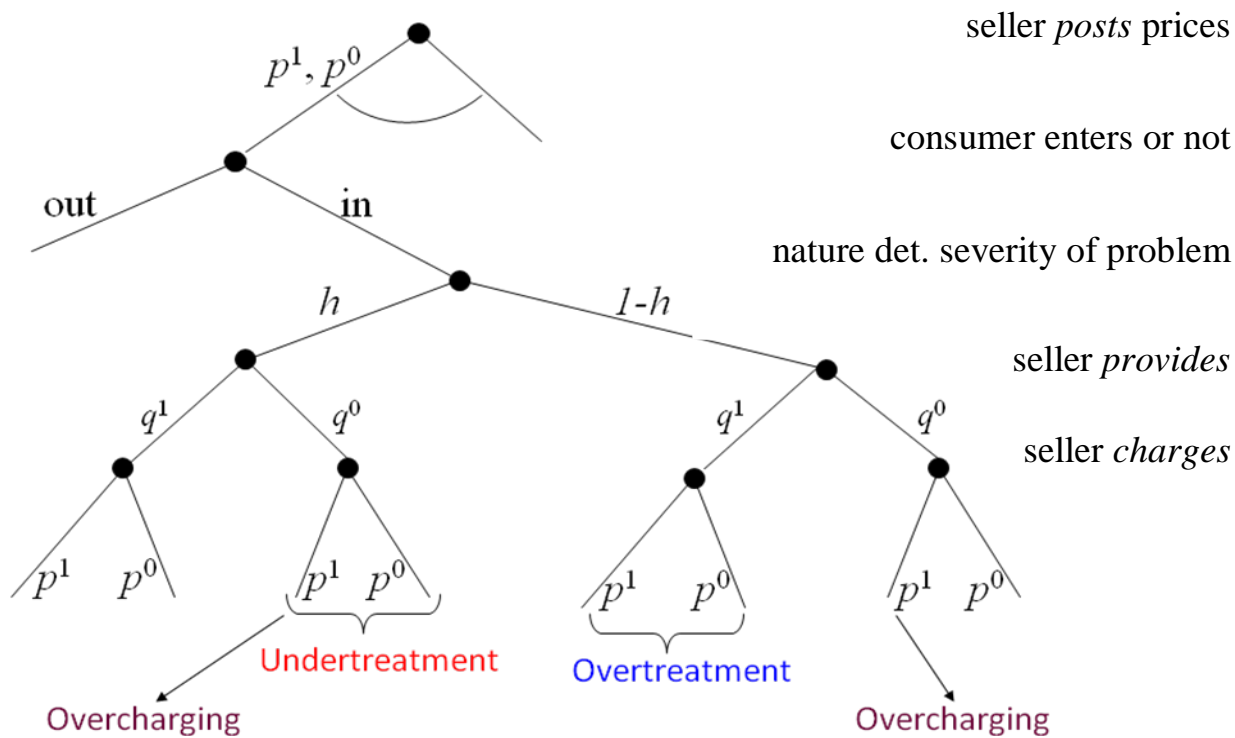 seller posts prices
p¹, p⁰
consumer enters or not
out in
nature det. severity of problem
h 1-h
seller provides
q¹ q⁰ q¹ q⁰
seller charges
p¹ p⁰ p¹ p⁰ p¹ p⁰ p¹ p⁰
Undertreatment Overtreatment
Overcharging Overcharging